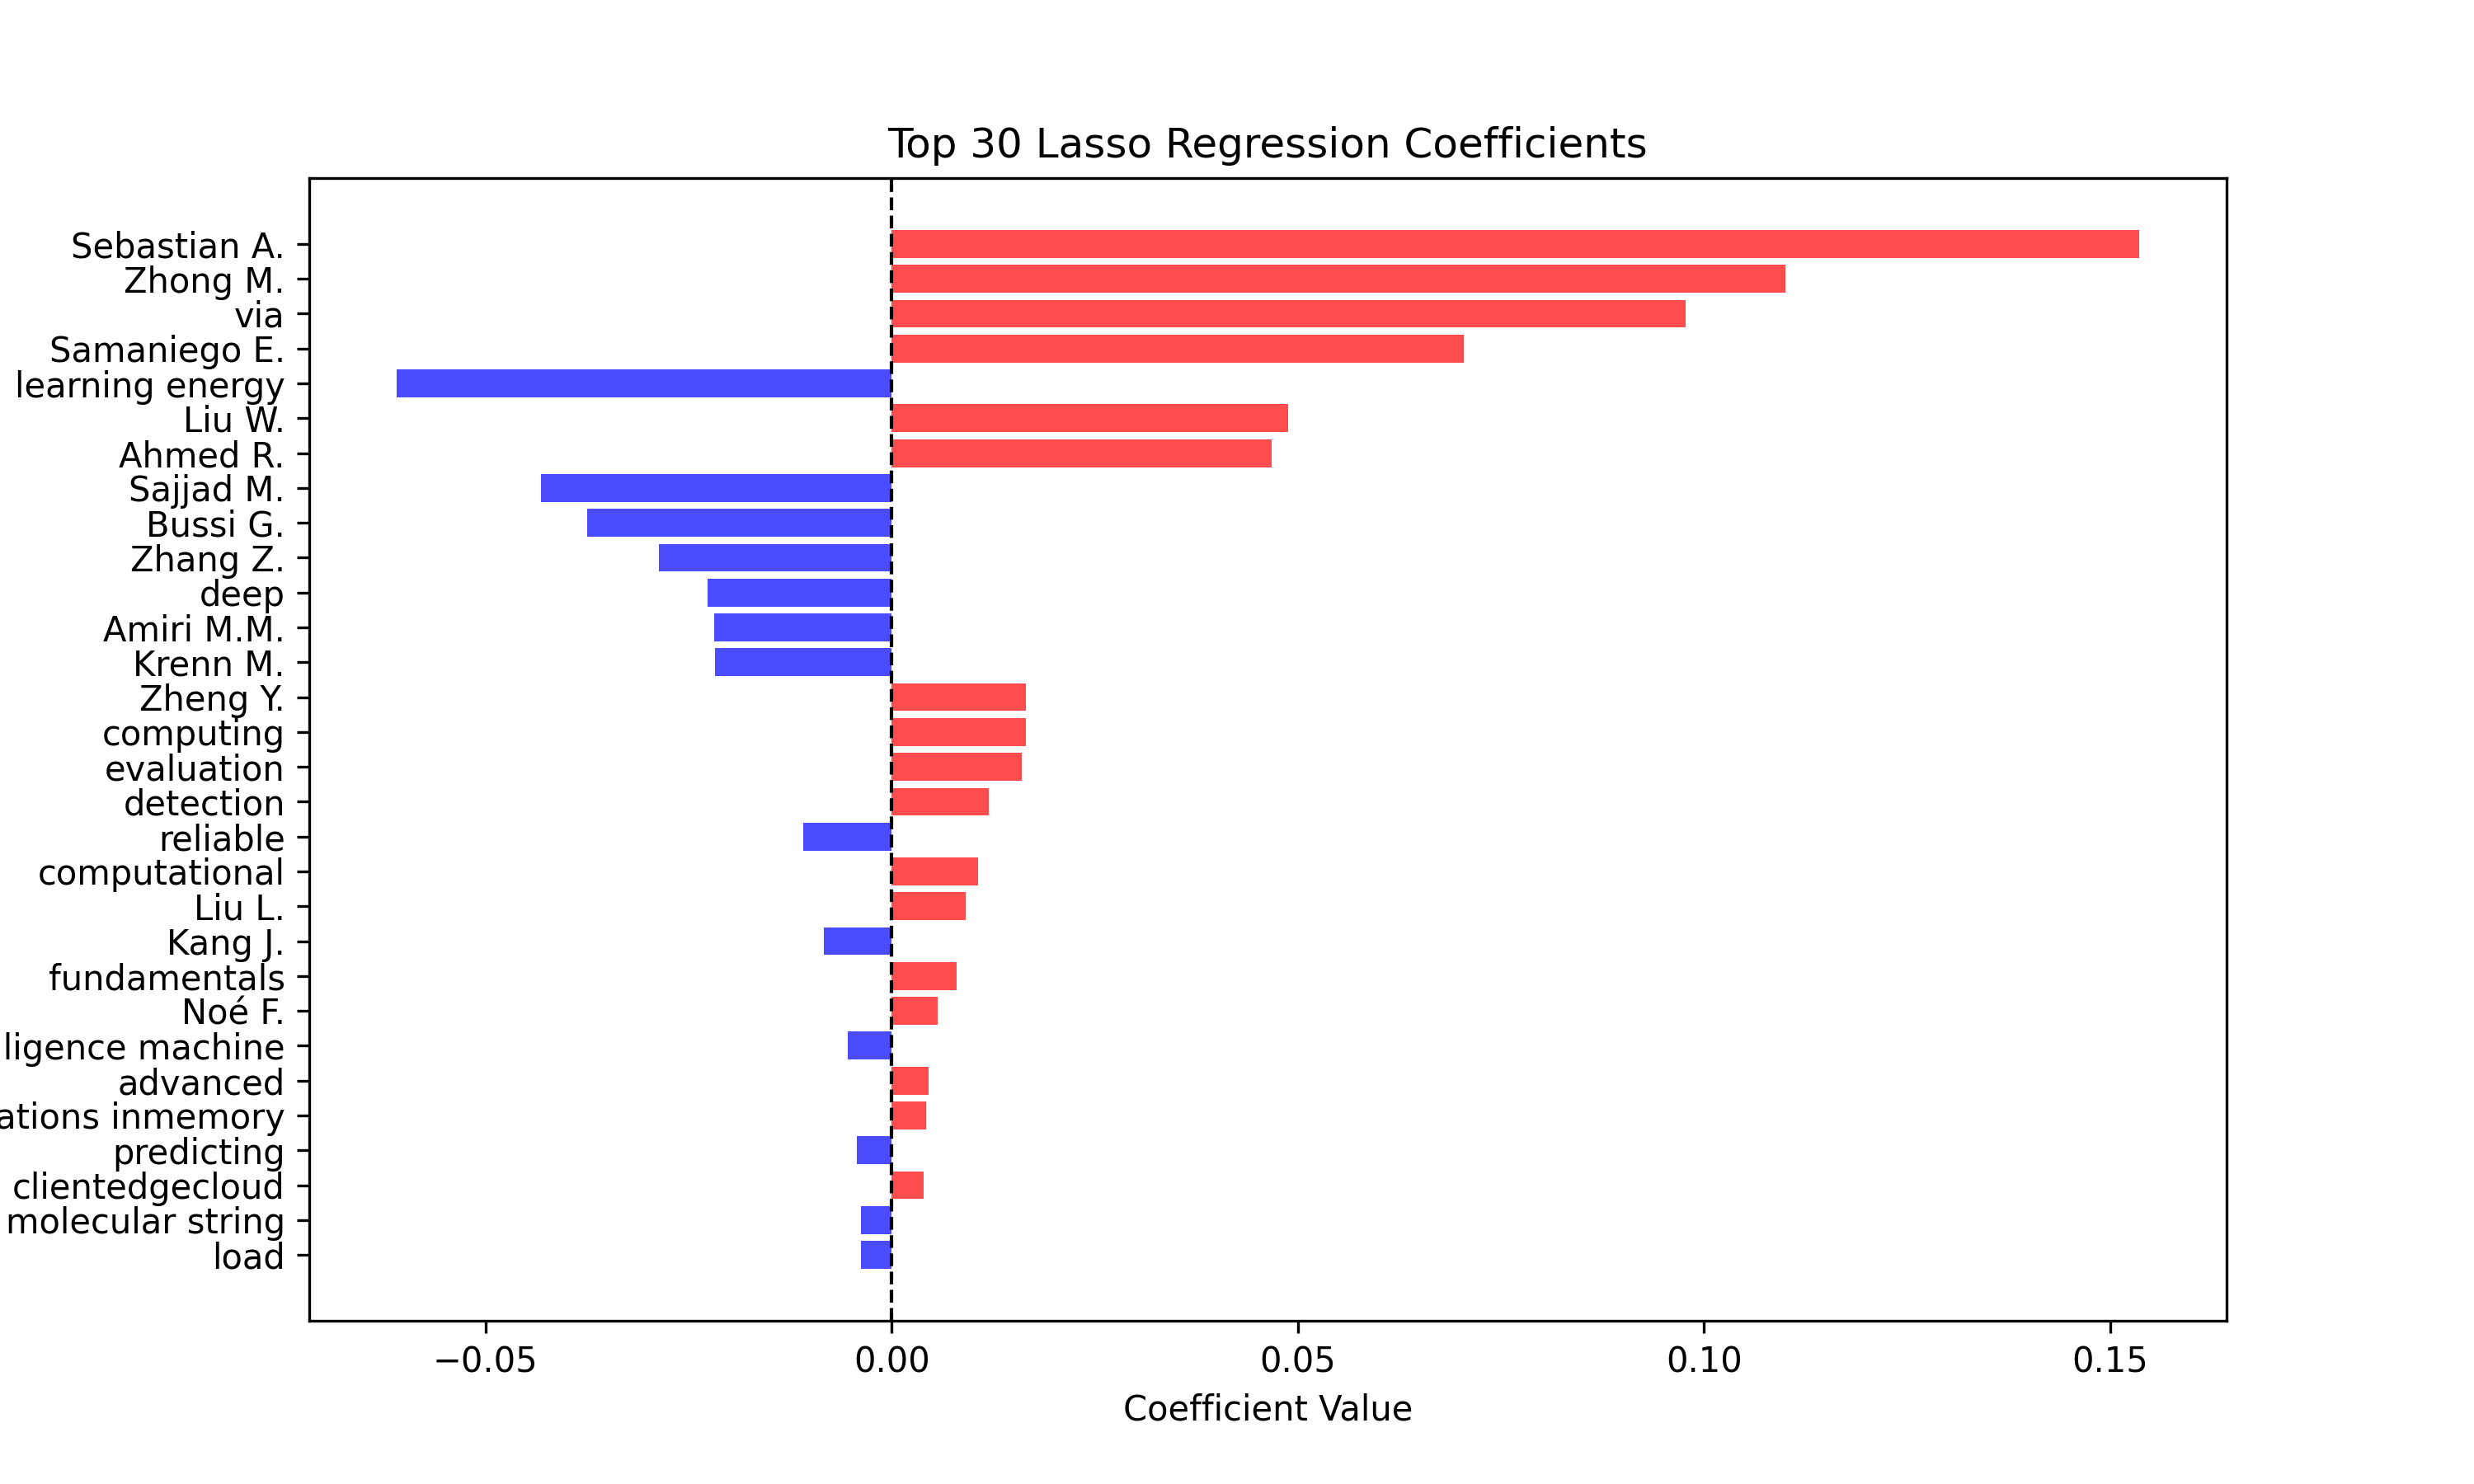 Top 30 Lasso Regression Coefficients
Sebastian A.
Zhong M.
via
Samaniego E.
learning energy
Liu W.
Ahmed R.
Sajjad M.
Bussi G.
Zhang Z.
deep
Amiri M.M.
Krenn M.
Zheng Y.
computing
evaluation
detection
reliable
computational
Liu L.
Kang J.
fundamentals
Noé F.
ligence machine
advanced
ations inmemory
predicting
clientedgecloud
molecular string
load
−0.05 0.00 0.05 0.10 0.15
Coefficient Value